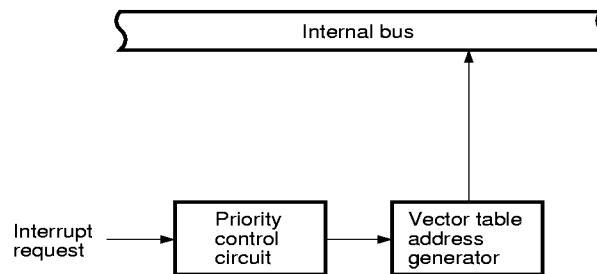 Internal bus
Interrupt
request
Priority
control
circuit
Vector table
address
generator